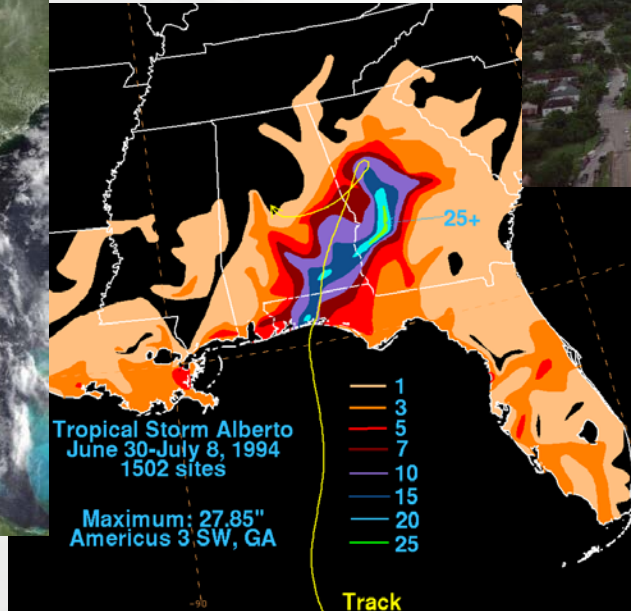 25+
Tropical Storm Alberto
June 30-July 8, 1994
1502 sites
Maximum: 27.85"
Americus 3 SW, GA
1
3
5
7
10
15
20
25
-90
Track